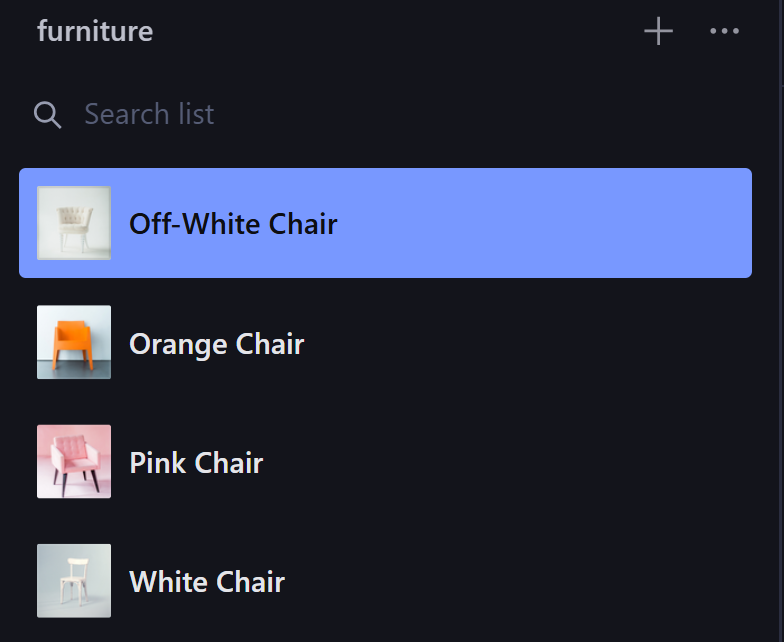 furniture
Search list
Off-White Chair
Orange Chair
Pink Chair
White Chair